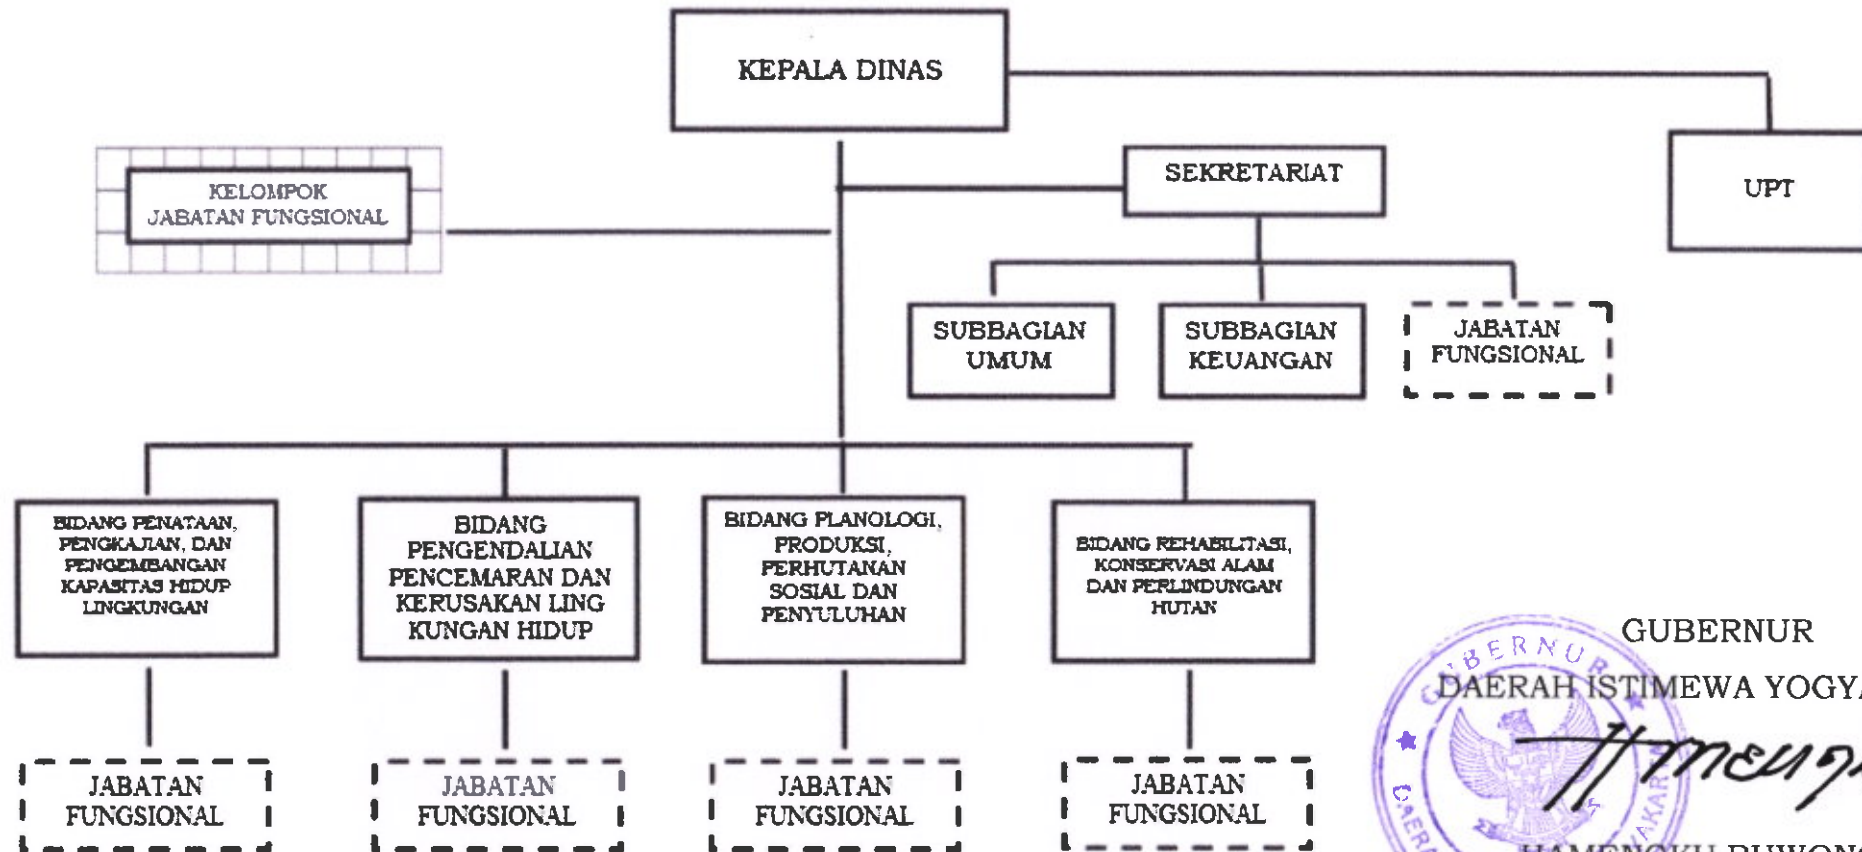 KEPALA DINAS
KELOMPOK
JABATAN FUNGSIONAL
SEKRETARIAT
UPT
SUBBAGIAN
UMUM
SUBBAGIAN
KEUANGAN
JABATAN
FUNGSIONAL
BIDANG PENATAAN,
PENGKAJIAN, DAN
PENGEMBANGAN
KAPASITAS HIDUP
LINGKUNGAN
BIDANG
PENGENDALIAN
PENCEMARAN DAN
KERUSAKAN LING
KUNGAN HIDUP
BIDANG PLANOLOGI,
PRODUKSI,
PERHUTANAN
SOSIAL DAN
PENYULUHAN
BIDANG REHABILITASI,
KONSERVASI ALAM
DAN PERLINDUNGAN
HUTAN
JABATAN
FUNGSIONAL
JABATAN
FUNGSIONAL
JABATAN
FUNGSIONAL
JABATAN
FUNGSIONAL
GUBERNUR
DAERAH ISTIMEWA YOGYA
GUBERNUR